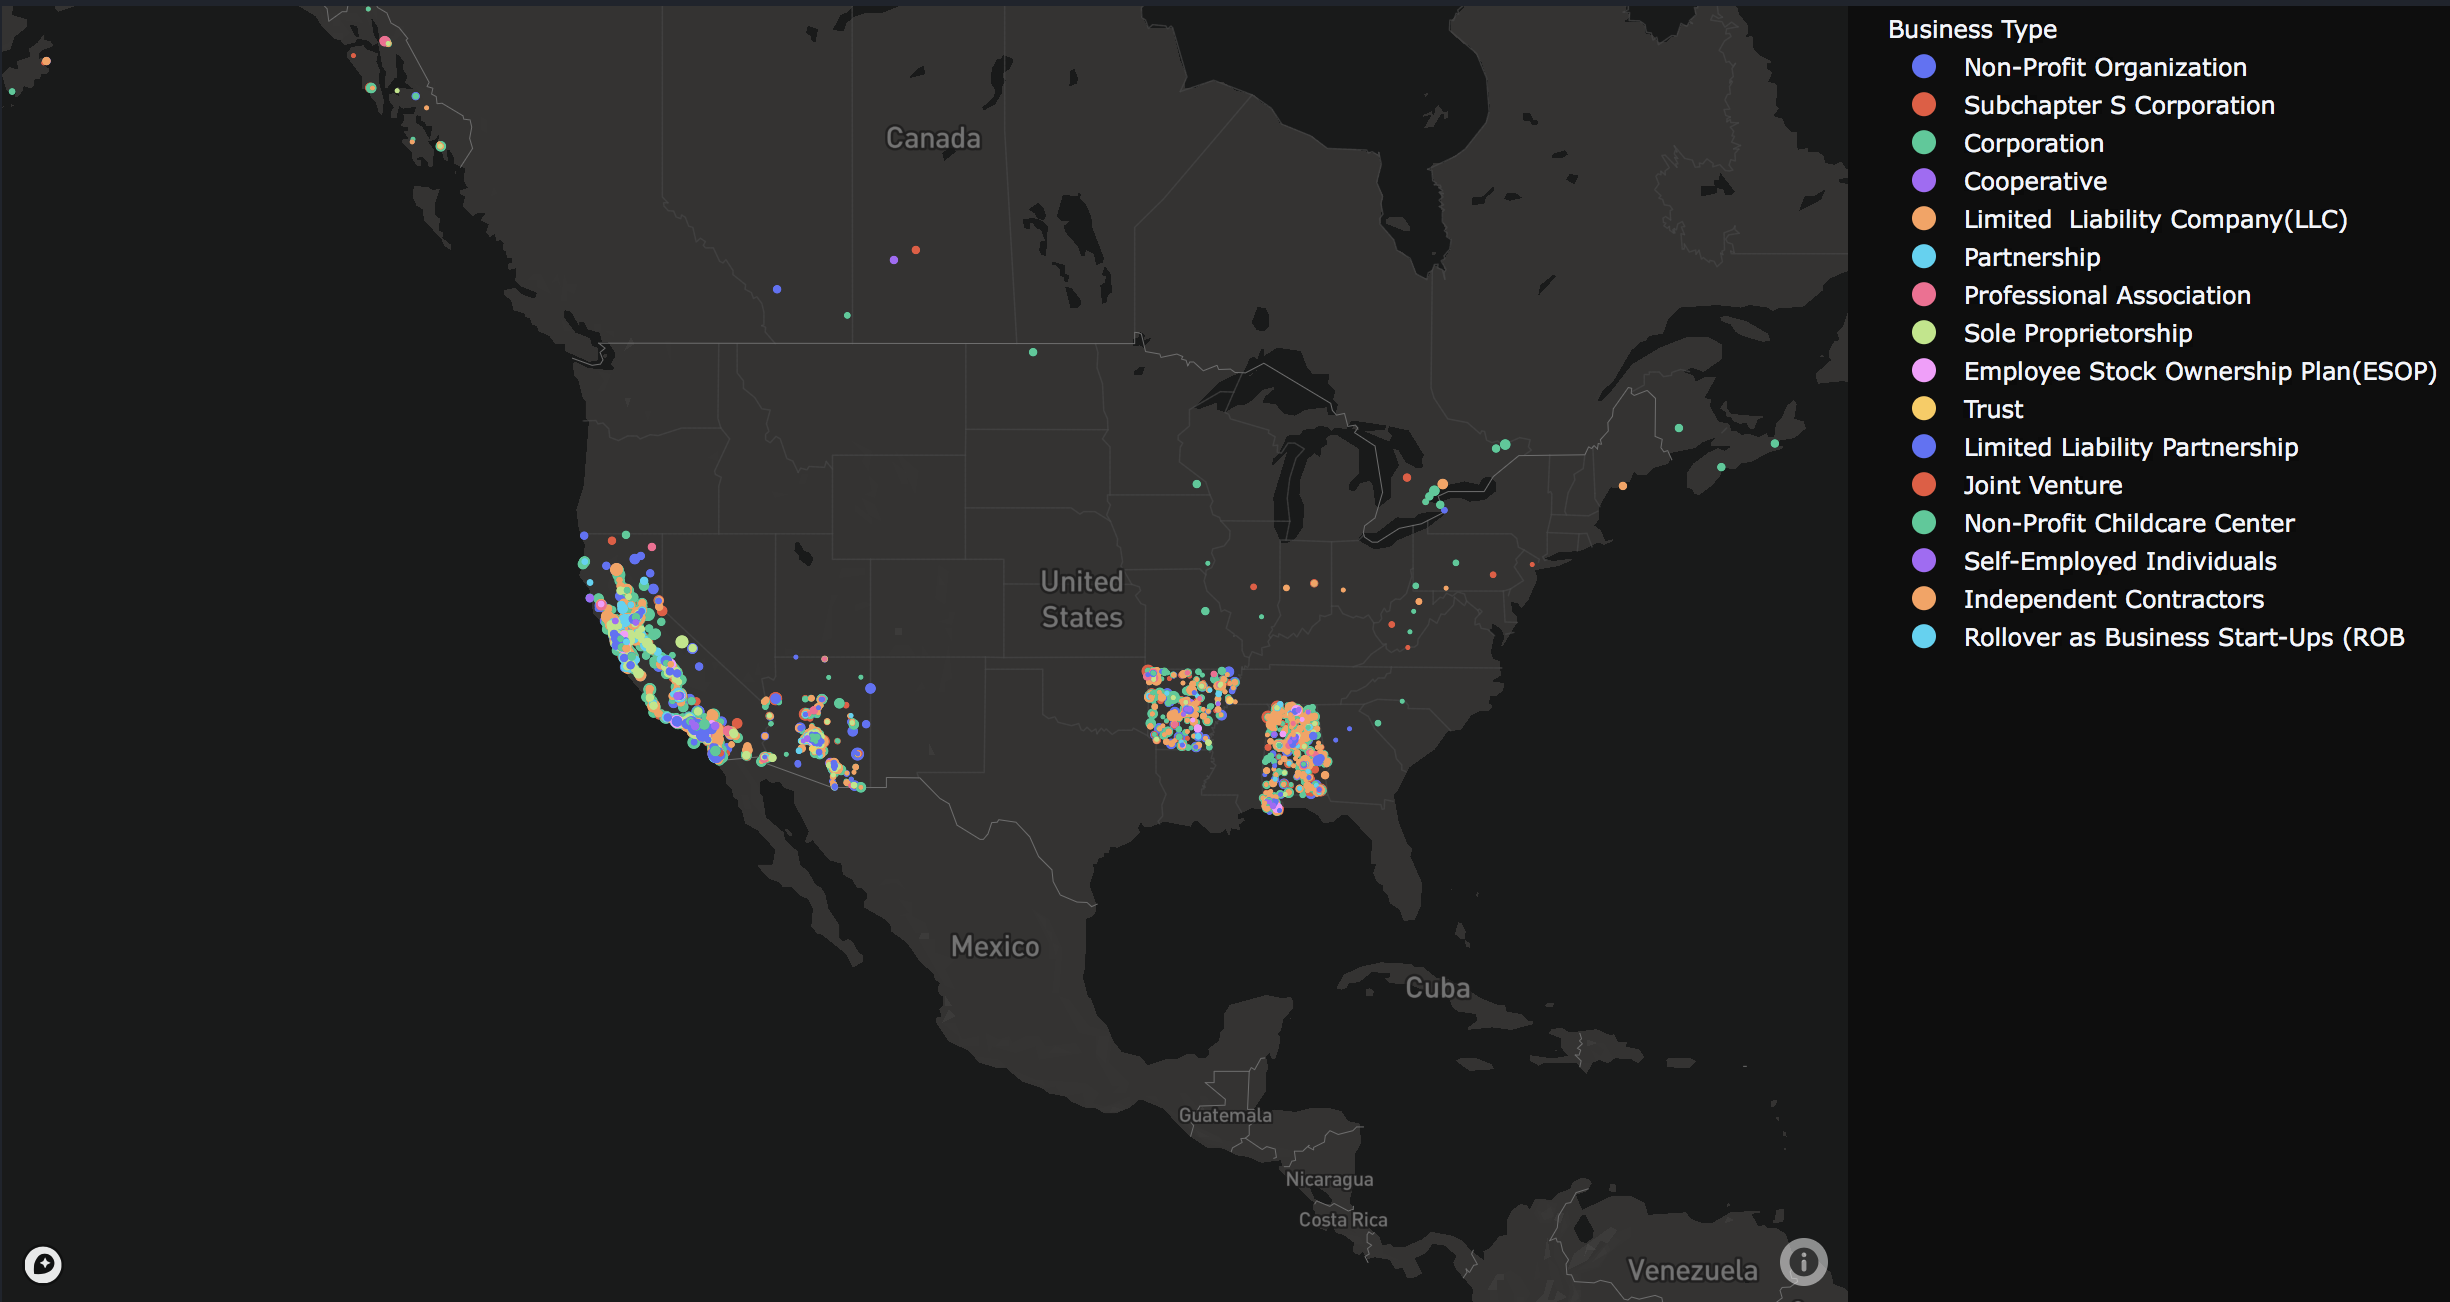 Business Type
Non-Profit Organization
Subchapter S Corporation
Corporation
Cooperative
Limited  Liability Company(LLC)
Partnership
Professional Association
Sole Proprietorship
Employee Stock Ownership Plan(ESOP)
Trust
Limited Liability Partnership
Joint Venture
Non-Profit Childcare Center
Self-Employed Individuals
Independent Contractors
Rollover as Business Start-Ups (ROB
Canada
United
States
Mexico
Cuba
Guatemala
Nicaragua
Costa Rica
Venezuela